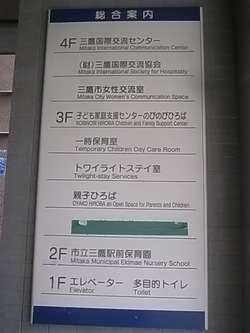 総合案内
4F 三鷹国際交流センター
Mitaka International Communication Center
(財)三鷹国際交流協会
Mitaka International Society for Hospitality
三鷹市女性交流室
Mitaka City Women's Communication Space
3F 子ども家庭支援センターのびのびひろば
NOBINOBI HIROBA Children and Family Support Center
一時保育室
Temporary Children Day Care Room
トワイライトステイ室
Twilight-stay Services
親子ひろば
OYAKO HIROBA an Open Space for Parents and Children
2F 市立三鷹駅前保育園
Mitaka Municipal Ekimae Nursery School
1F エレベーター 多目的トイレ
Elevator Toilet